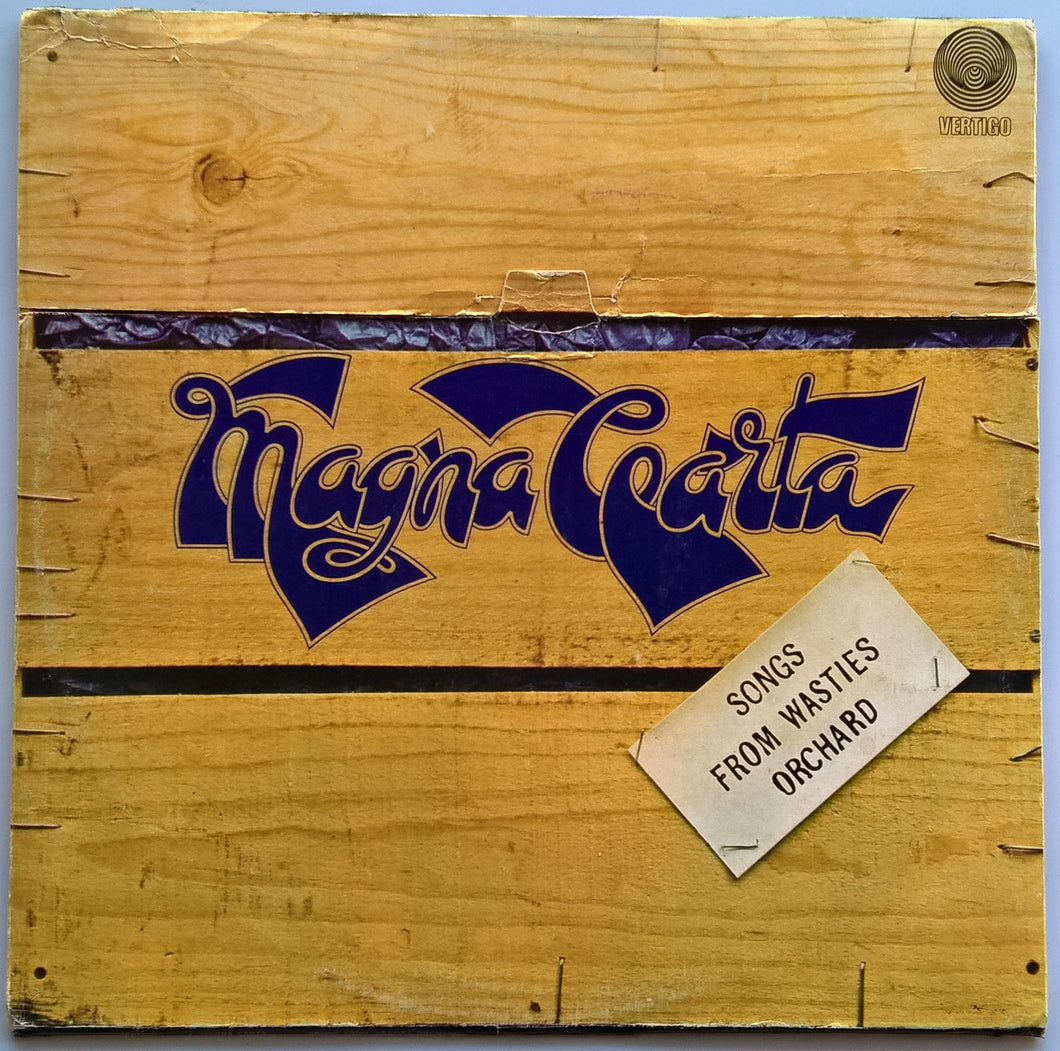 VERTIGO
Magna Carta
SONGS
FROM WASTIES
ORCHARD